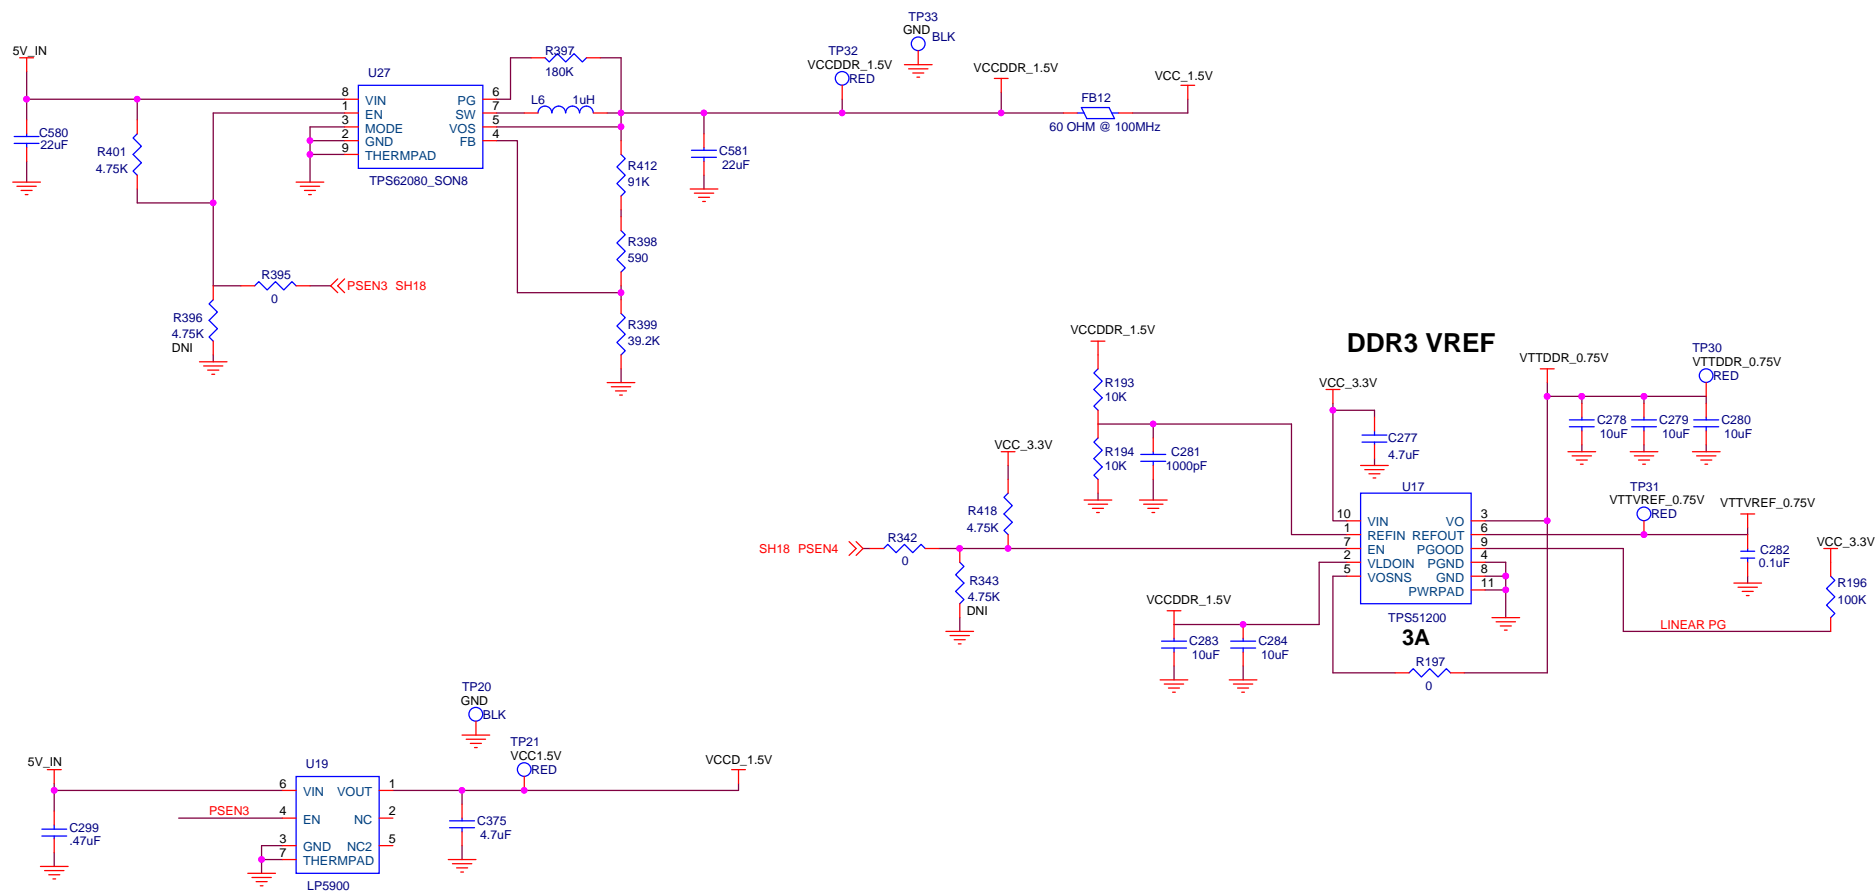 5V_IN
C580
22uF
R401
4.75K
U27
8 VIN PG 6
1 EN SW 7
3 MODE VOS 5
2 GND FB 4
9 THERMPAD
TPS62080_SON8
R397
180K
L6 1uH
R412
91K
R398
590
R399
39.2K
C581
22uF
TP32
VCCDDR_1.5V
RED
TP33
GND
BLK
VCCDDR_1.5V
FB12
60 OHM @ 100MHz
VCC_1.5V
R395
0
PSEN3 SH18
R396
4.75K
DNI
DDR3 VREF
VCCDDR_1.5V
R193
10K
R194
10K
C281
1000pF
VCC_3.3V
C277
4.7uF
VTTDDR_0.75V
TP30
VTTDDR_0.75V
RED
C278
10uF
C279
10uF
C280
10uF
VCC_3.3V
R418
4.75K
SH18 PSEN4
R342
0
R343
4.75K
DNI
U17
10 VIN VO 3
1 REFIN REFOUT 6
7 EN PGOOD 9
2 VLDOIN PGND 4
5 VOSNS GND 8
PWRPAD 11
TPS51200
3A
R197
0
TP31
VTTVREF_0.75V
RED
VTTVREF_0.75V
C282
0.1uF
VCC_3.3V
R196
100K
LINEAR PG
VCCDDR_1.5V
C283
10uF
C284
10uF
TP20
GND
BLK
TP21
VCC1.5V
RED
VCCD_1.5V
5V_IN
C299
.47uF
PSEN3
U19
6 VIN VOUT 1
4 EN NC 2
3 GND NC2 5
7 THERMPAD
LP5900
C375
4.7uF